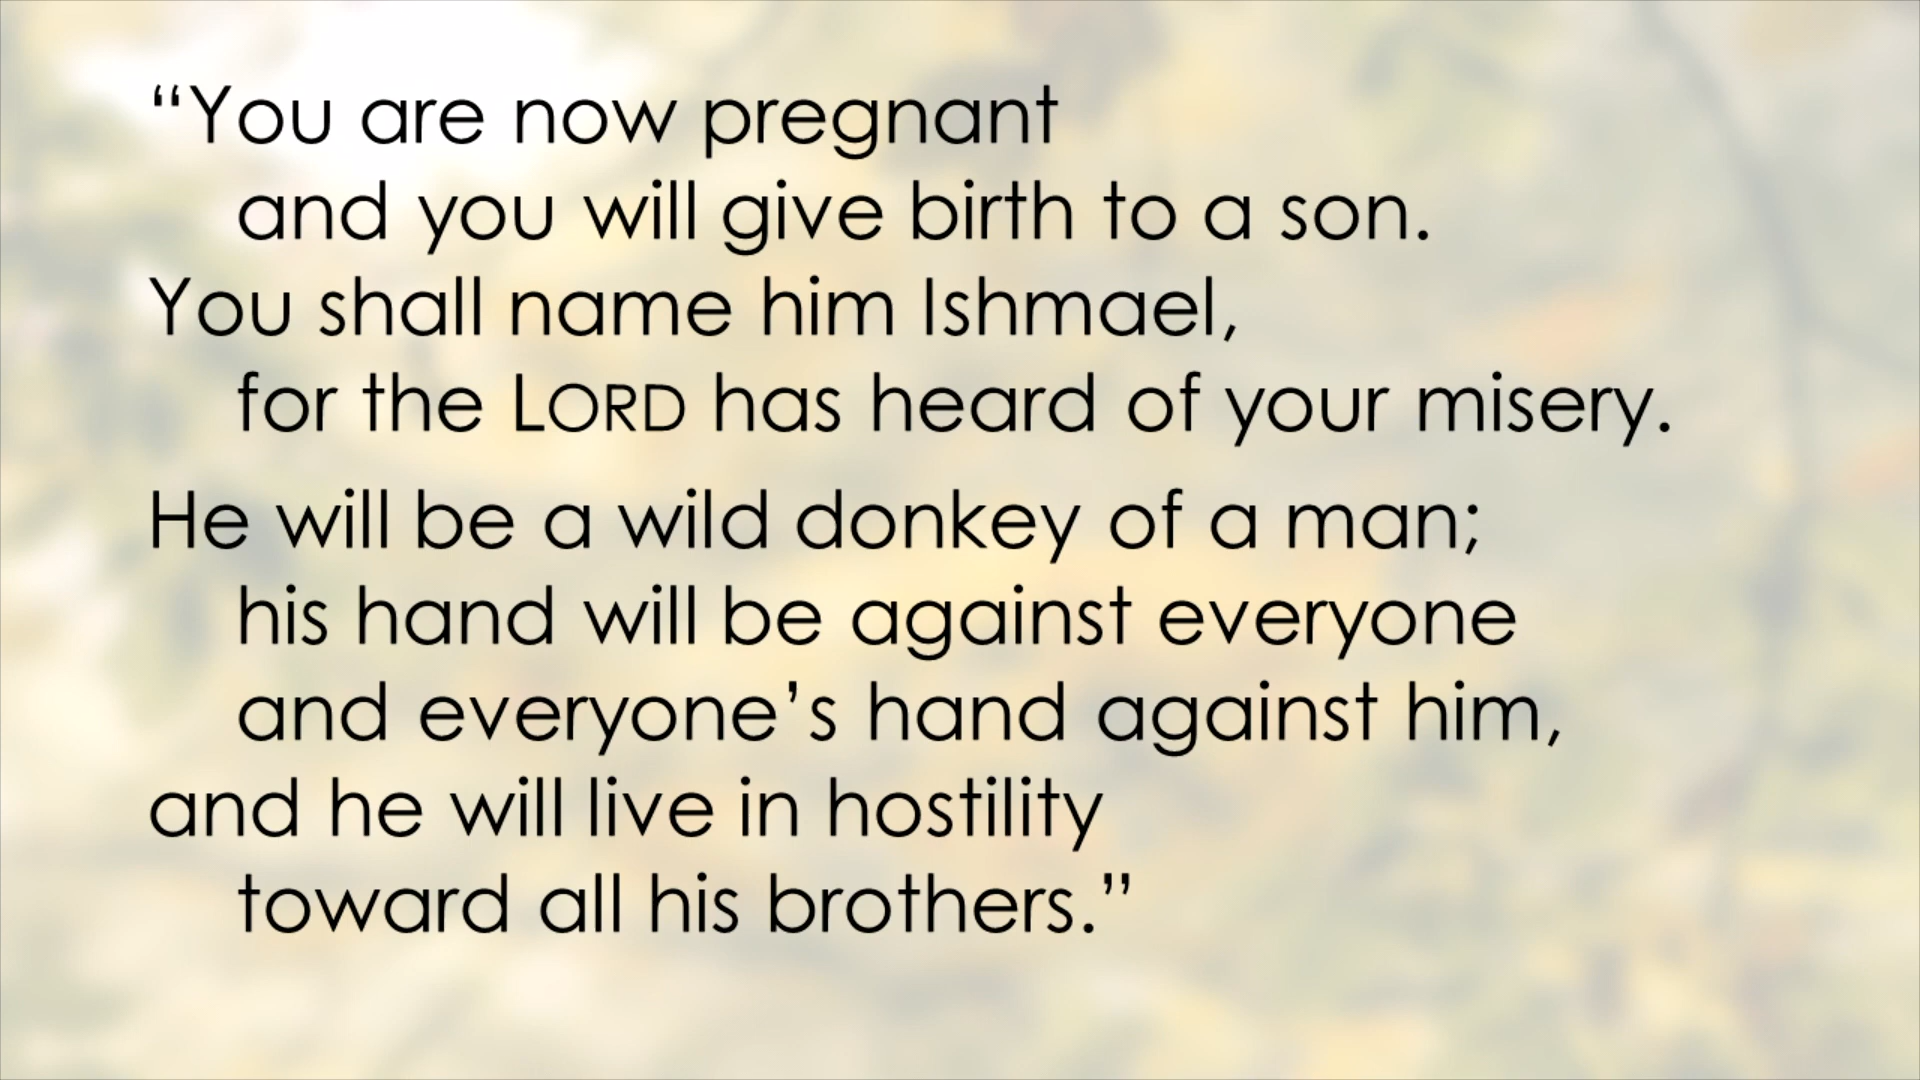 “You are now pregnant
and you will give birth to a son.
You shall name him Ishmael,
for the LORD has heard of your misery.
He will be a wild donkey of a man;
his hand will be against everyone
and everyone’s hand against him,
and he will live in hostility
toward all his brothers.”